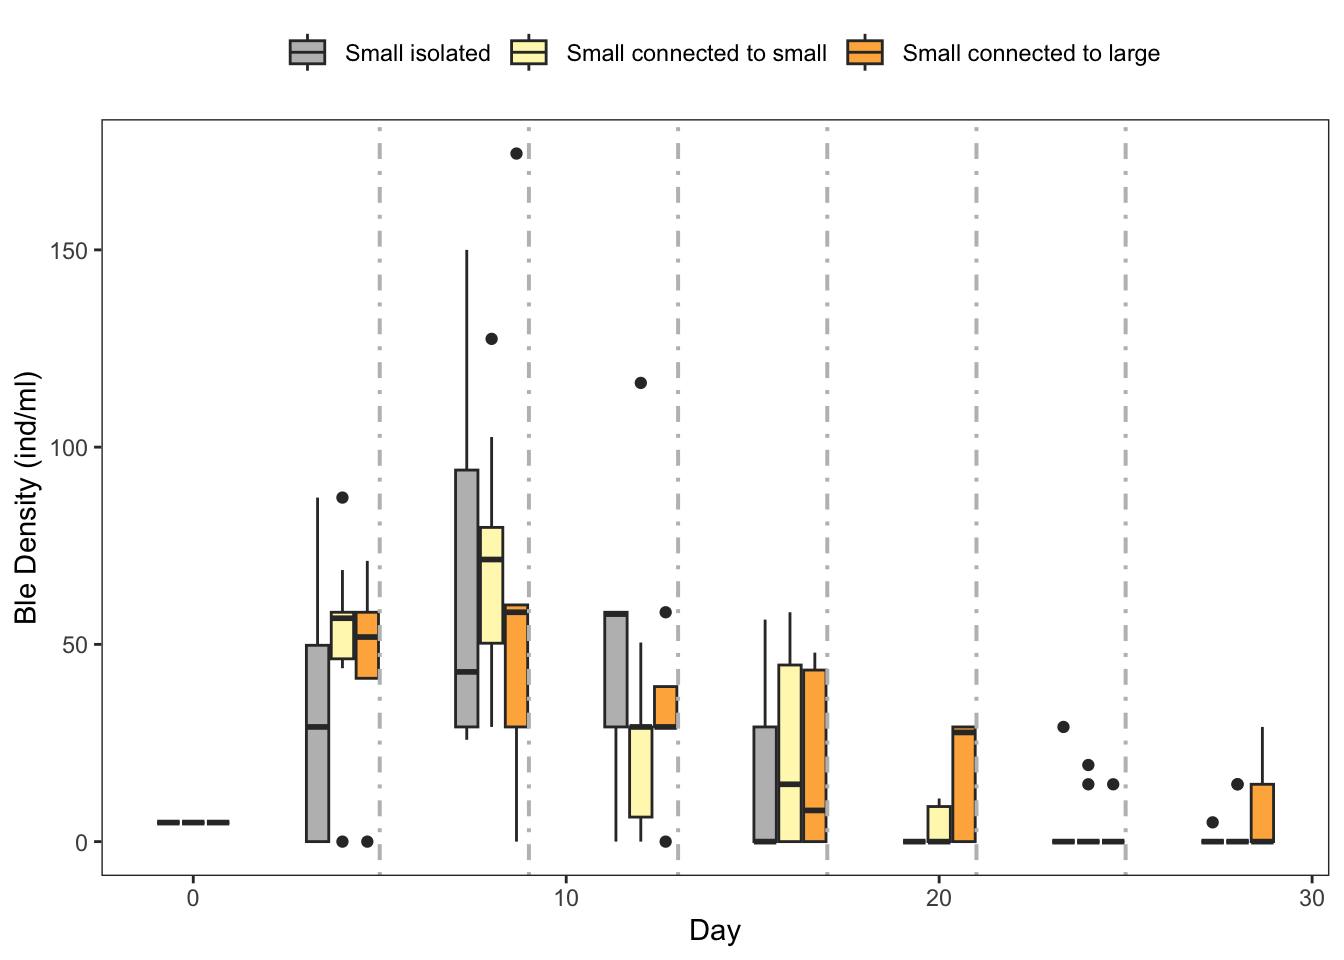 Small isolated Small connected to small Small connected to large
Ble Density (ind/ml)
150
100
50
0
0 10 20 30
Day